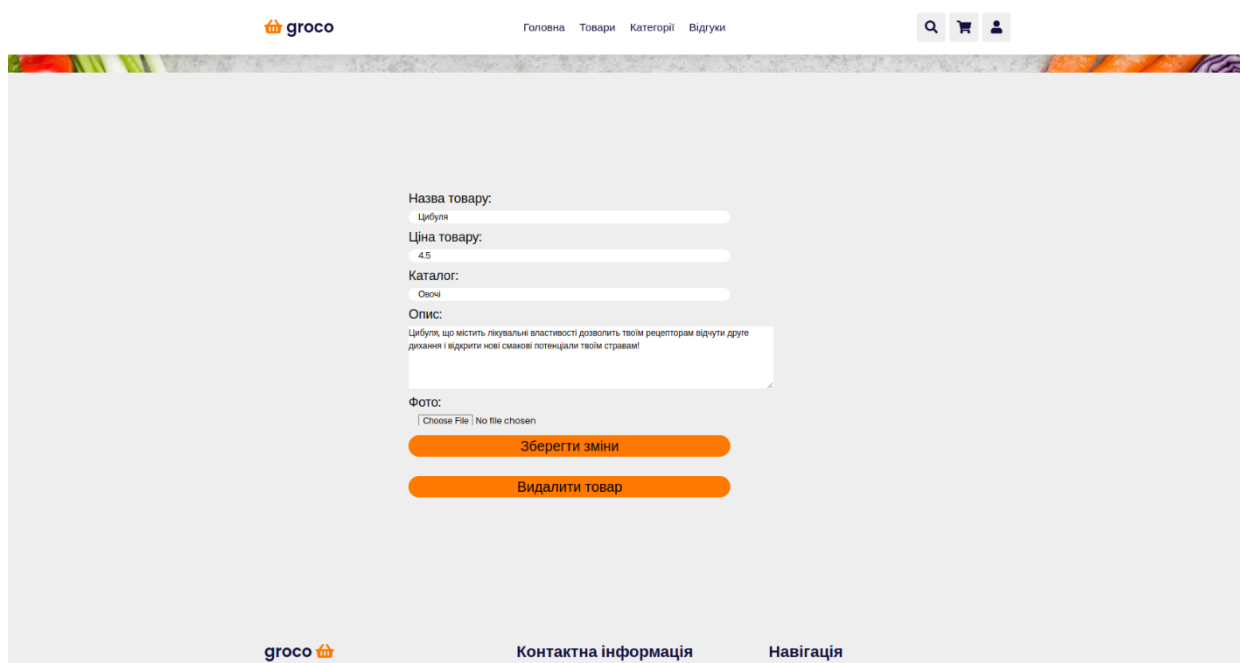 groco
Головна Товари Категорії Відгуки
Назва товару:
Цибуля
Ціна товару:
4.5
Каталог:
Овочі
Опис:
Цибуля, що містить лікувальні властивості дозволить твоїм рецепторам відчути друге
дихання і відкрити нові смакові потенціали твоїм стравам!
Фото:
Choose File No file chosen
Зберегти зміни
Видалити товар
groco Контактна інформація Навігація